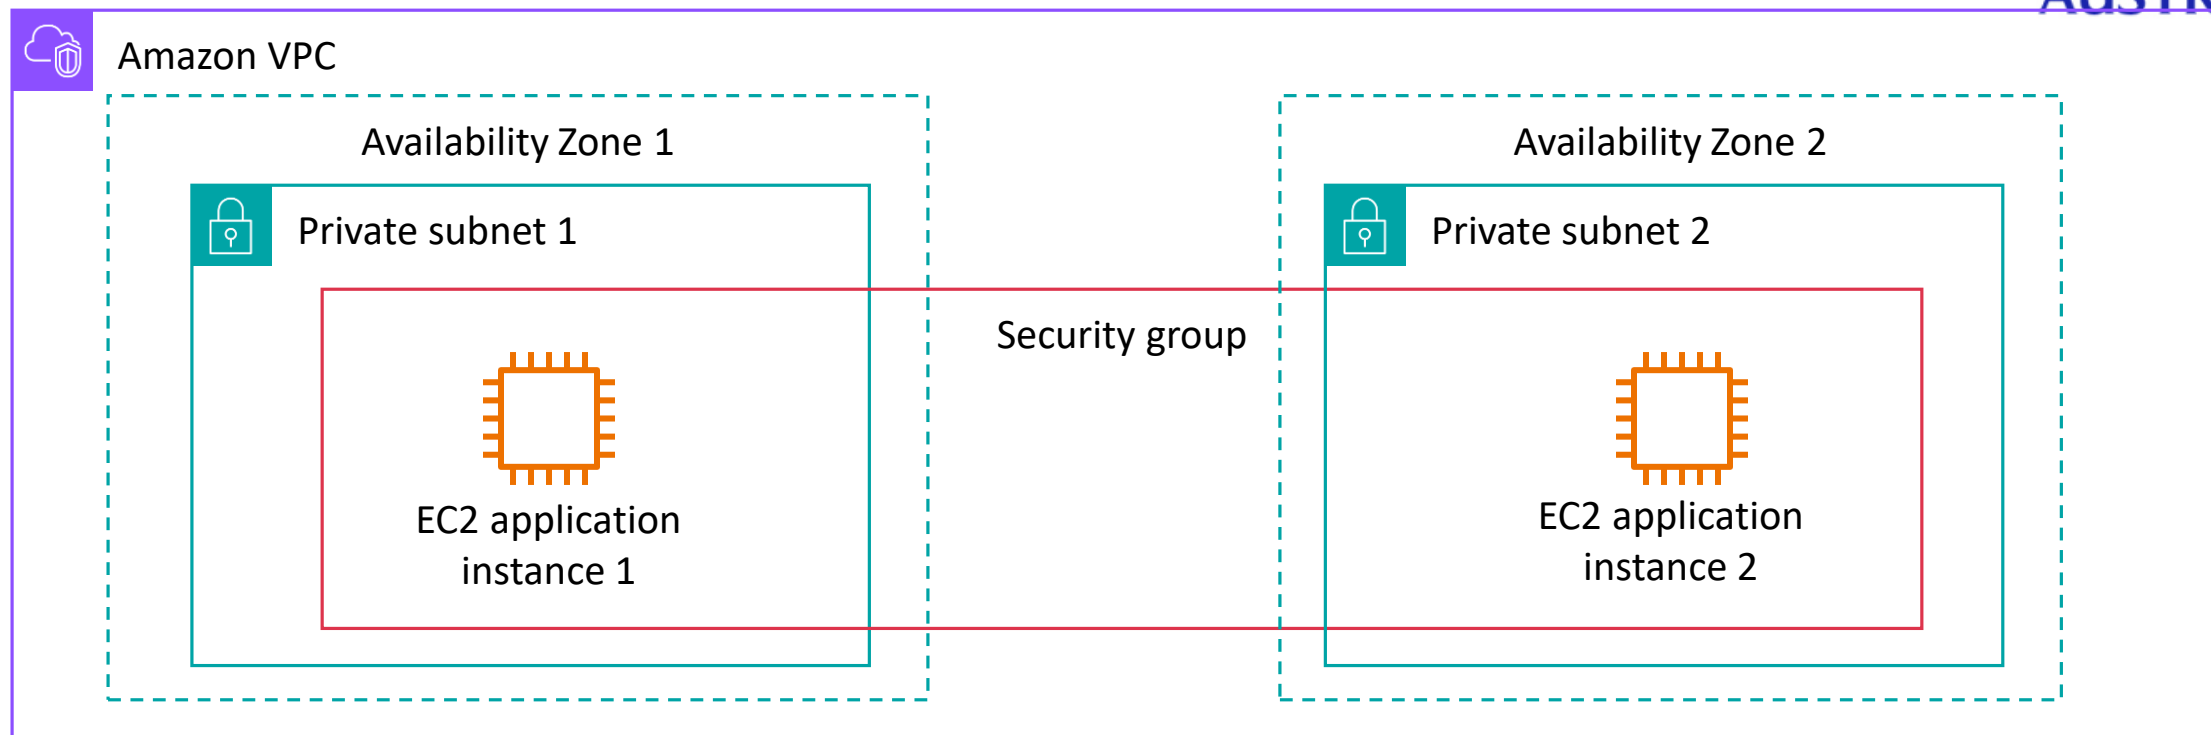 Amazon VPC
Availability Zone 1
Availability Zone 2
Private subnet 1
Private subnet 2
Security group
EC2 application
instance 1
EC2 application
instance 2